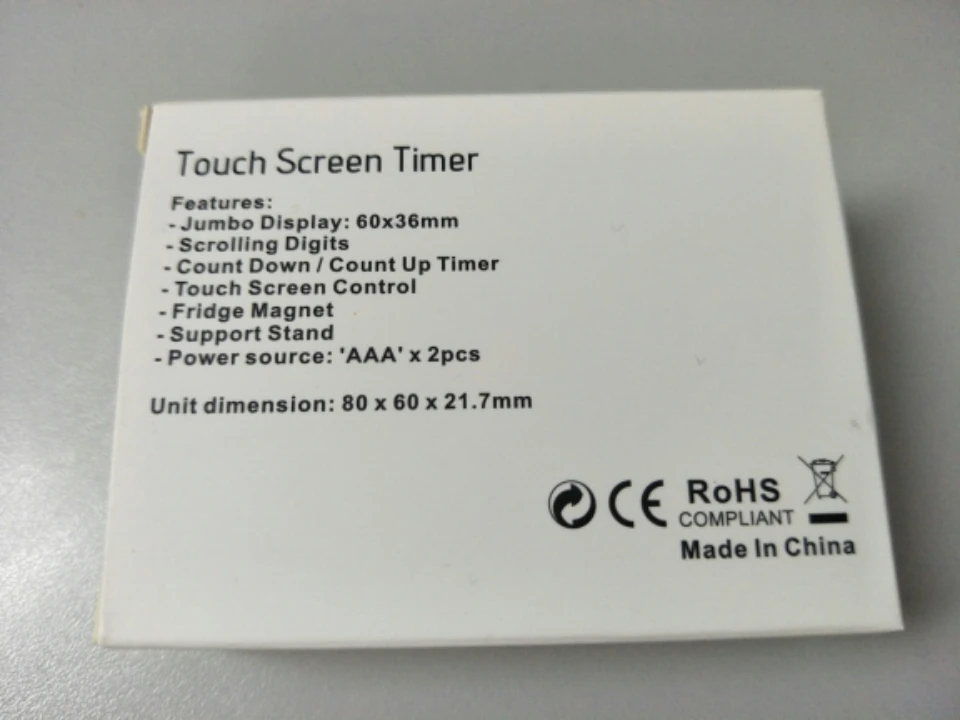 Touch Screen Timer
Features:
- Jumbo Display: 60x36mm
- Scrolling Digits
- Count Down / Count Up Timer
- Touch Screen Control
- Fridge Magnet
- Support Stand
- Power source: 'AAA' x 2pcs
Unit dimension: 80 x 60 x 21.7mm
CE RoHS
COMPLIANT
Made In China